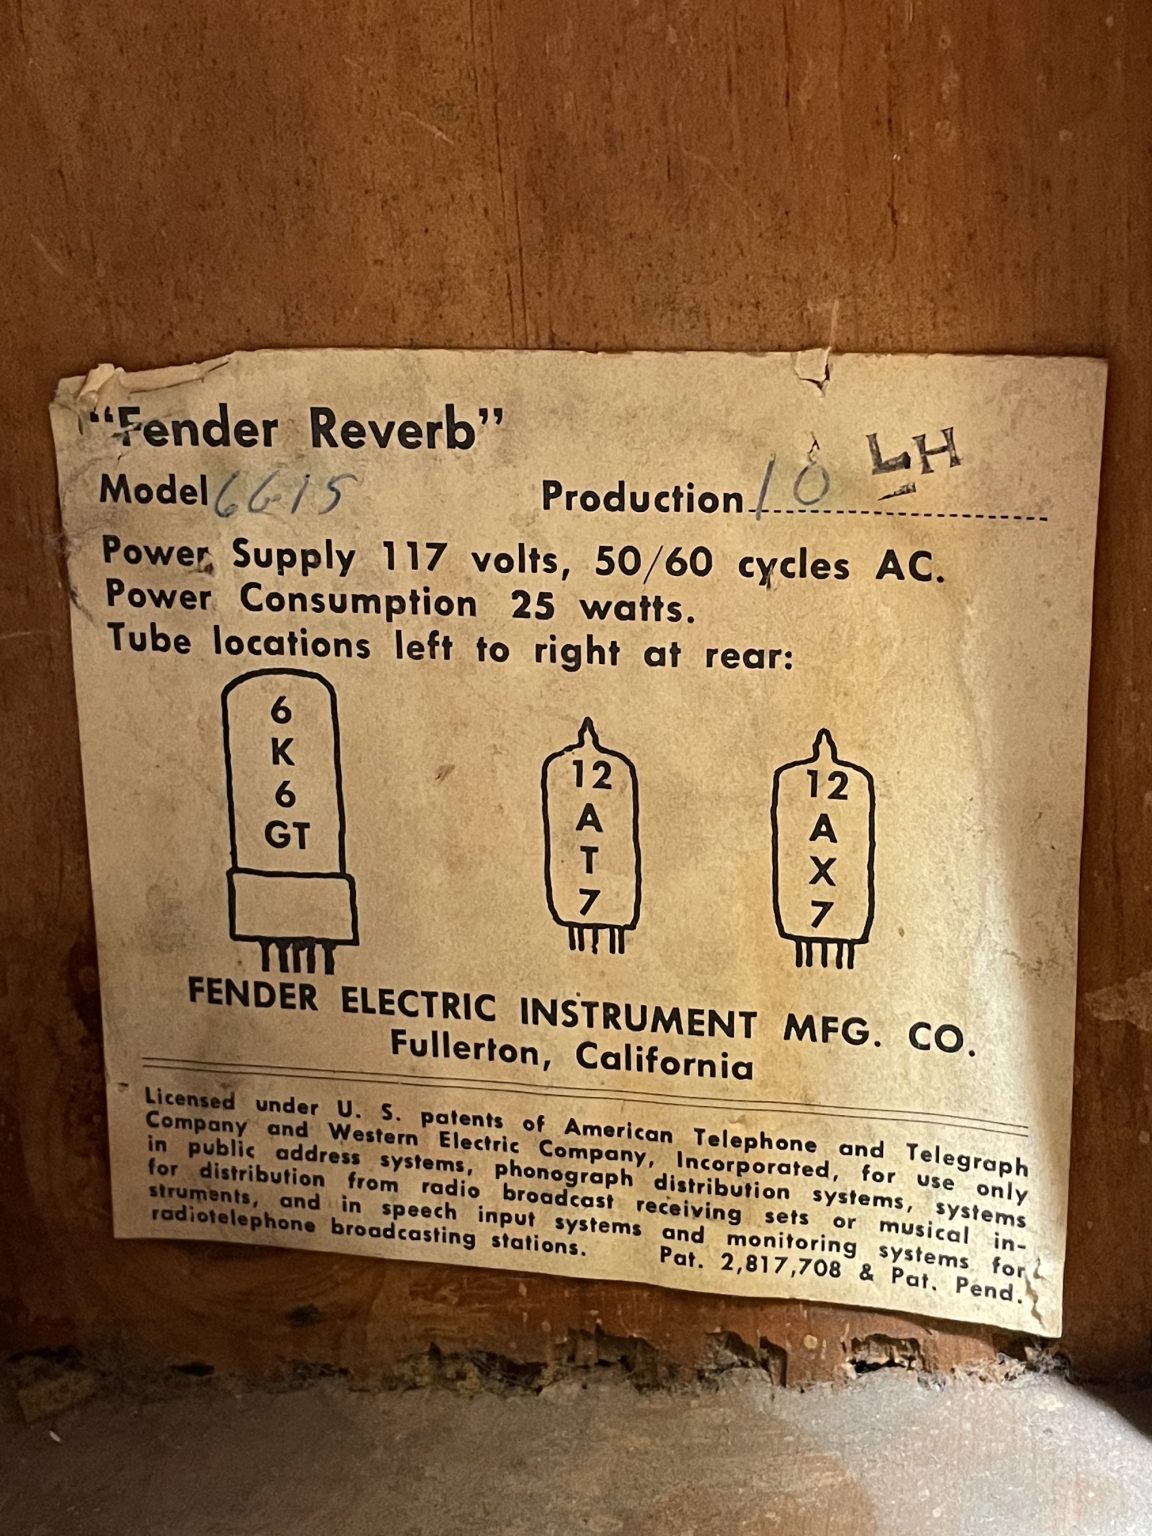 "Fender Reverb"
Model 6G15 Production 10 LH
Power Supply 117 volts, 50/60 cycles AC.
Power Consumption 25 watts.
Tube locations left to right at rear:
6
K
6
GT
12
A
T
7
12
A
X
7
FENDER ELECTRIC INSTRUMENT MFG. CO.
Fullerton, California
Licensed under U. S. patents of American Telephone and Telegraph
Company and Western Electric Company, Incorporated, for use only
in public address systems, phonograph distribution systems, systems
for distribution from radio broadcast receiving sets or musical in-
struments, and in speech input systems and monitoring systems for
radiotelephone broadcasting stations. Pat. 2,817,708 & Pat. Pend.